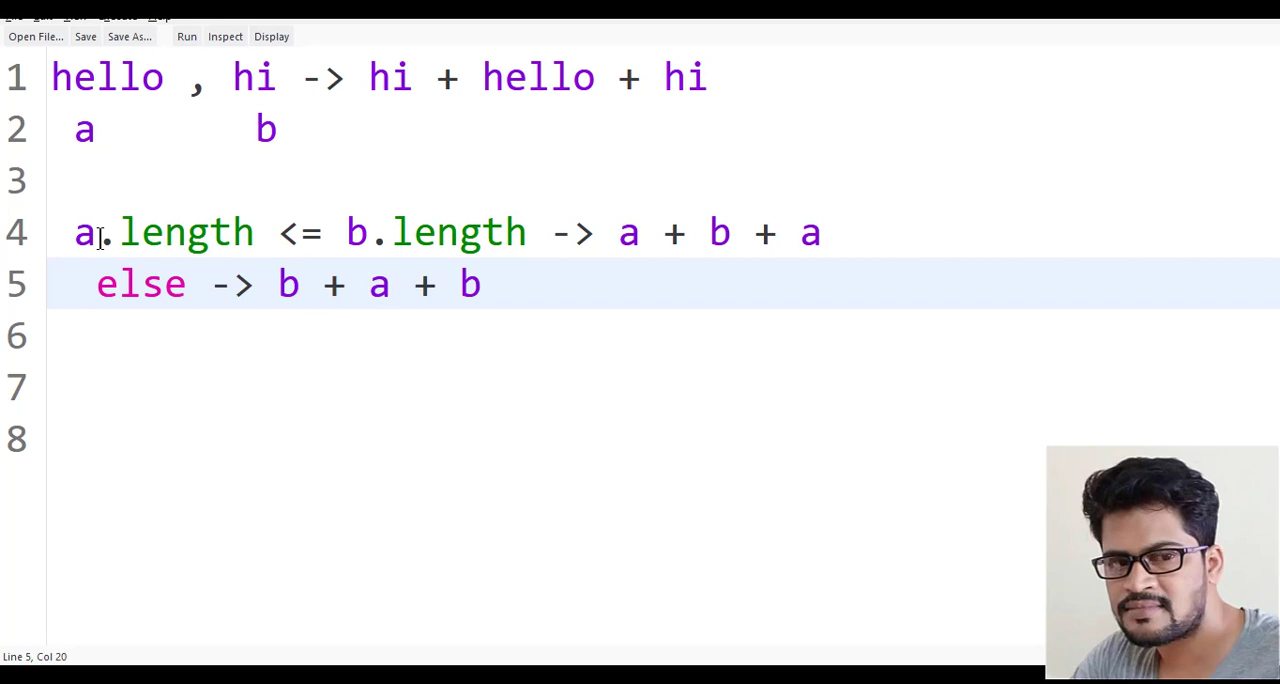 Open File... Save Save As... Run Inspect Display
1 hello , hi -> hi + hello + hi
2 a b
3
4 a.length <= b.length -> a + b + a
5 else -> b + a + b
6
7
8
Line 5, Col 20